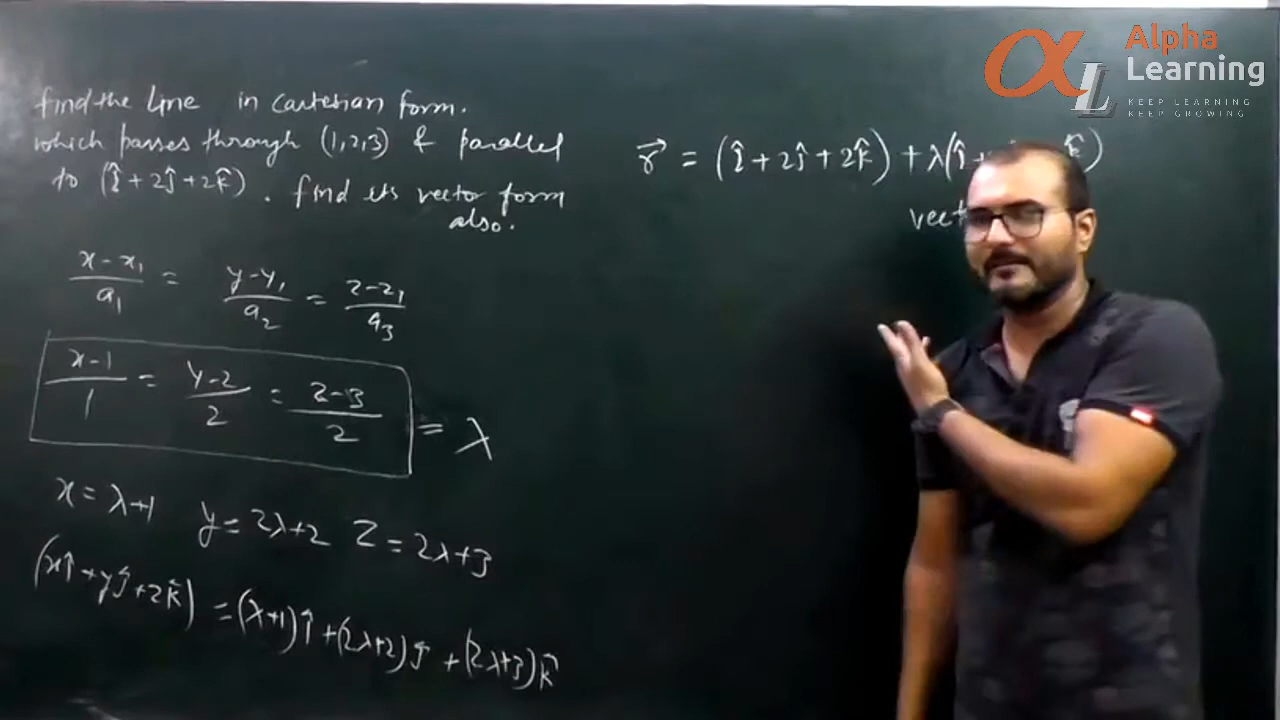 find the line in cartesian form.
which passes through (1,2,3) & parallel
to (î + 2ĵ + 2k̂). find its vector form
also.
x-x₁/a₁ = y-y₁/a₂ = z-z₁/a₃
x-1/1 = y-2/2 = z-3/2 = λ
x = λ+1 y = 2λ+2 z = 2λ+3
(xî + yĵ + zk̂) = (λ+1)î + (2λ+2)ĵ + (2λ+3)k̂
r⃗ = (î + 2ĵ + 2k̂) + λ(î + k̂)
αL Alpha
Learning
KEEP LEARNING
KEEP GROWING